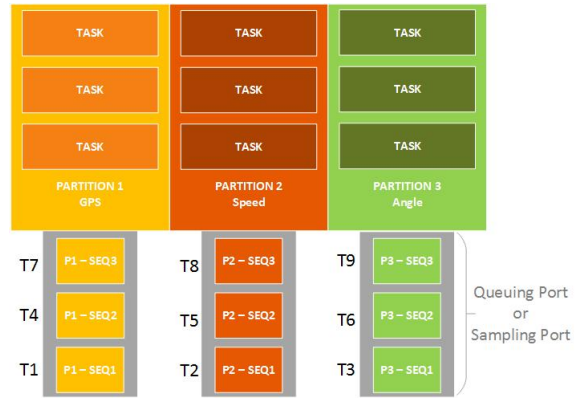 TASK
TASK
TASK
TASK
TASK
TASK
TASK
TASK
TASK
PARTITION 1
GPS
PARTITION 2
Speed
PARTITION 3
Angle
T7
P1 – SEQ3
T8
P2 – SEQ3
T9
P3 – SEQ3
T4
P1 – SEQ2
T5
P2 – SEQ2
T6
P3 – SEQ2
T1
P1 – SEQ1
T2
P2 – SEQ1
T3
P3 – SEQ1
Queuing Port
or
Sampling Port